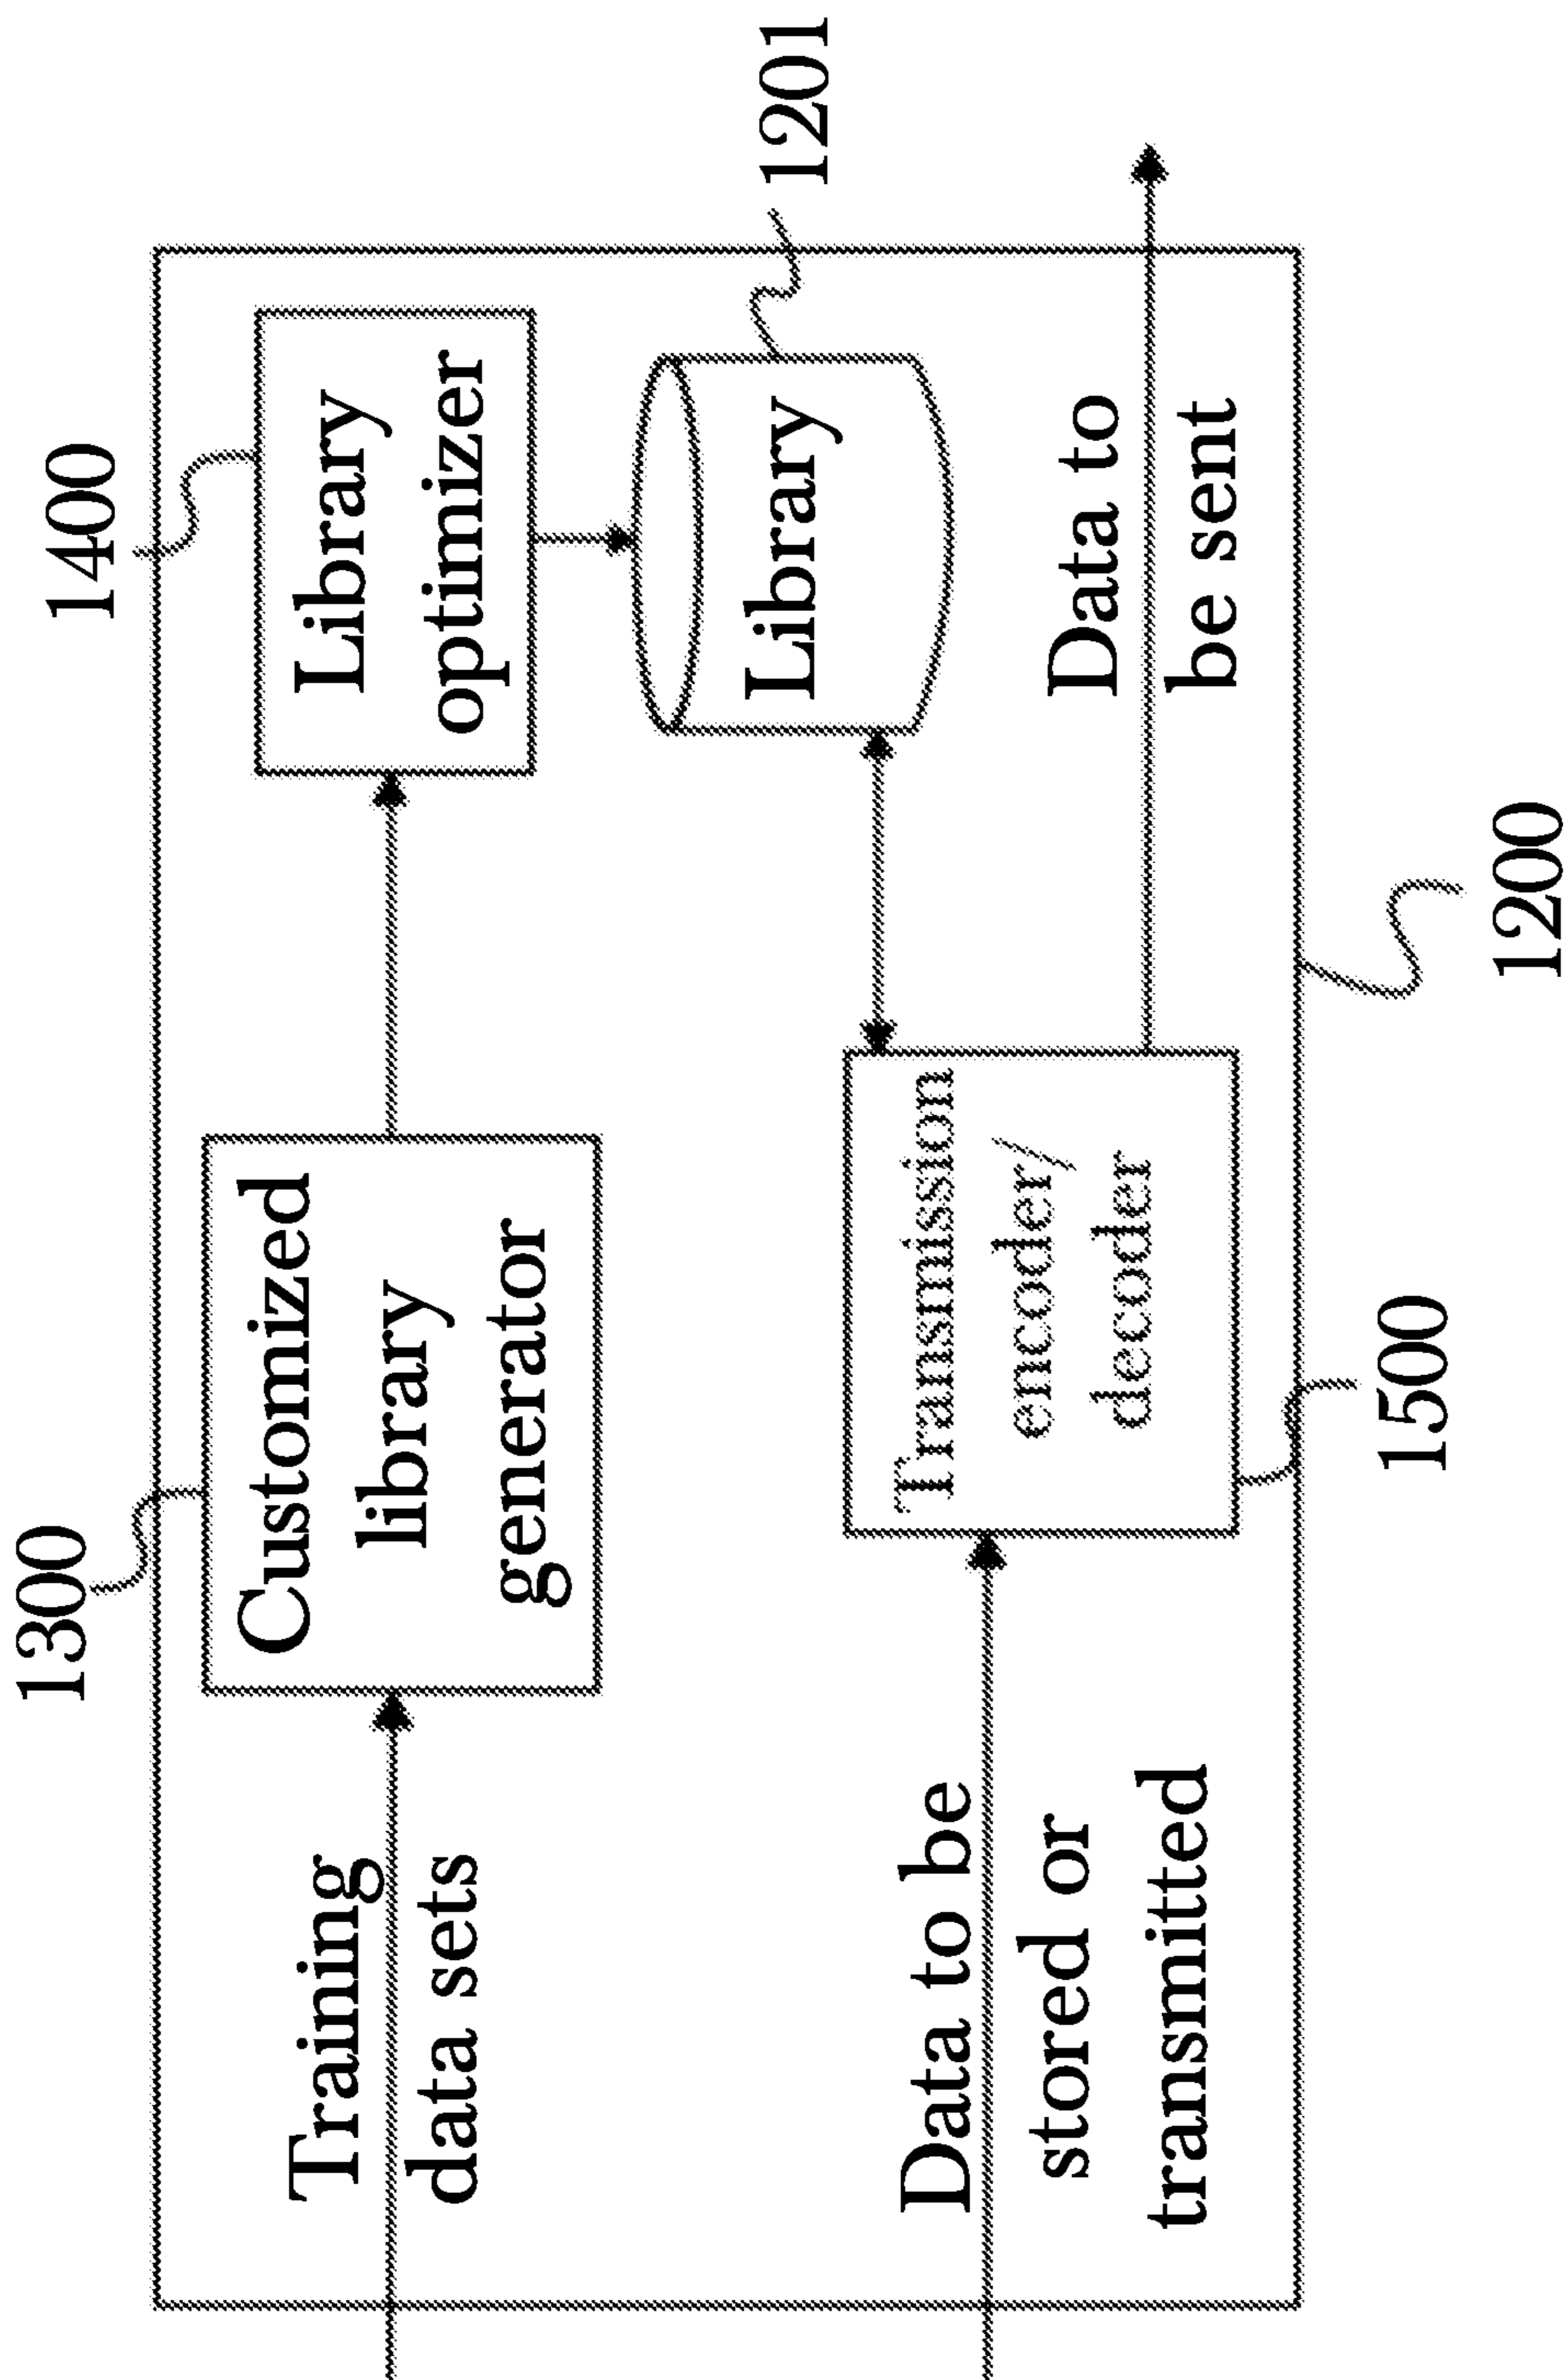 1300
1400
Training
data sets
Customized
library
generator
Library
optimizer
Library
1201
Data to be
stored or
transmitted
Transmission
encoder/
decoder
Data to
be sent
1500
1200